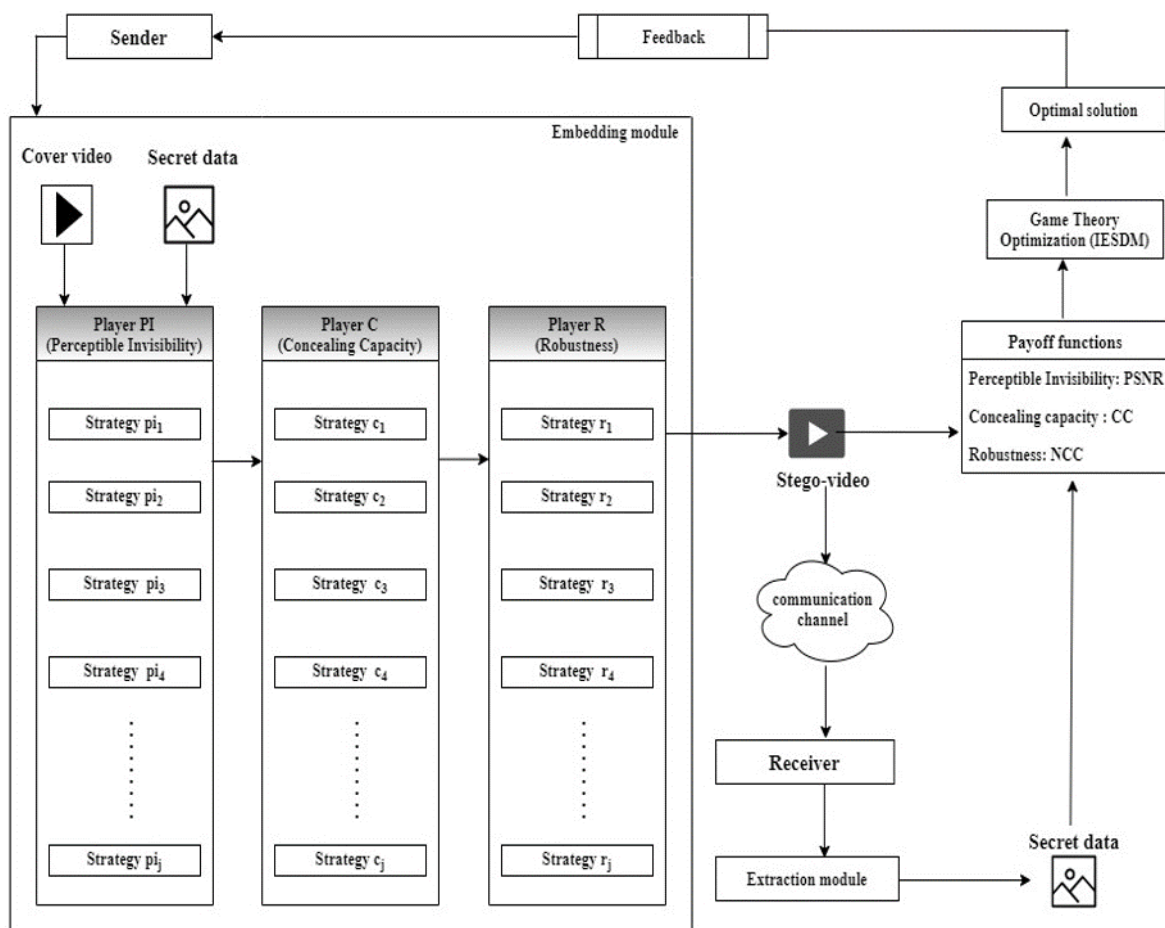 Sender
Feedback
Optimal solution
Embedding module
Cover video
Secret data
Game Theory
Optimization (IESDM)
Player PI
(Perceptible Invisibility)
Strategy pi₁
Strategy pi₂
Strategy pi₃
Strategy pi₄
Strategy piⱼ
Player C
(Concealing Capacity)
Strategy c₁
Strategy c₂
Strategy c₃
Strategy c₄
Strategy cⱼ
Player R
(Robustness)
Strategy r₁
Strategy r₂
Strategy r₃
Strategy r₄
Strategy rⱼ
Stego-video
Payoff functions
Perceptible Invisibility: PSNR
Concealing capacity : CC
Robustness: NCC
communication
channel
Receiver
Extraction module
Secret data